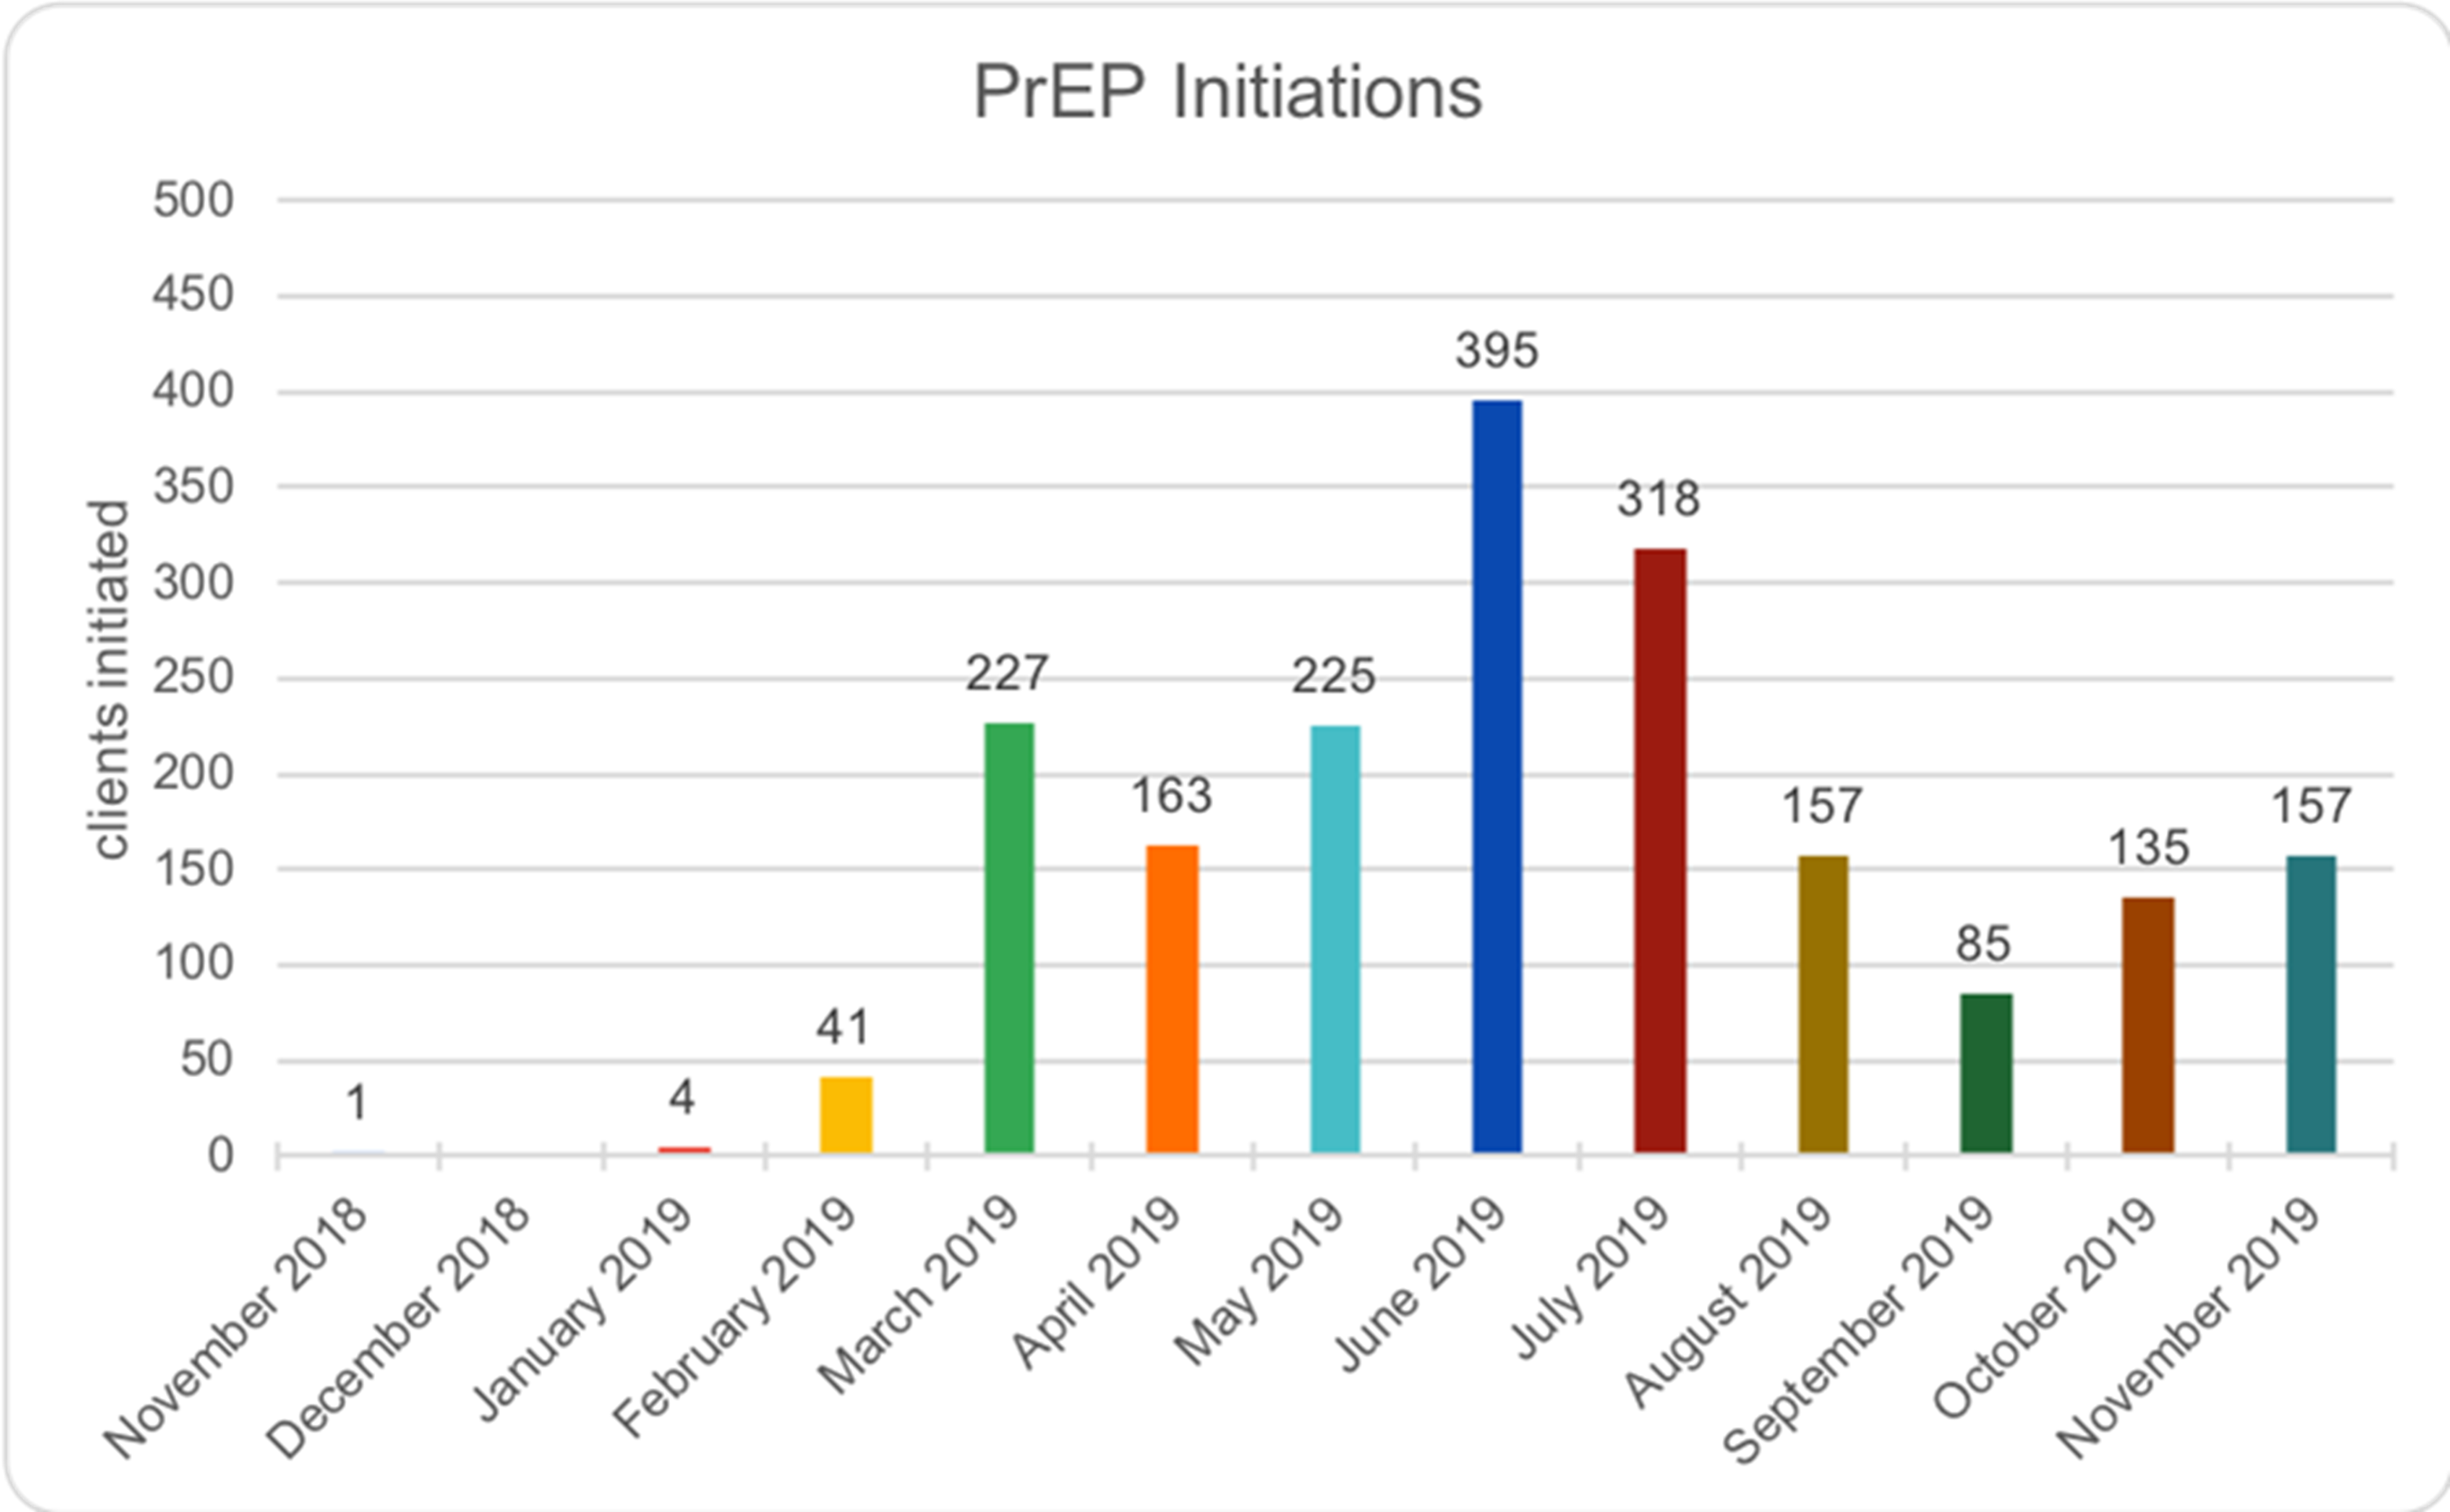 PrEP Initiations
clients initiated
500
450
400
350
300
250
200
150
100
50
0
1
4
41
227
163
225
395
318
157
85
135
157
November 2018
December 2018
January 2019
February 2019
March 2019
April 2019
May 2019
June 2019
July 2019
August 2019
September 2019
October 2019
November 2019